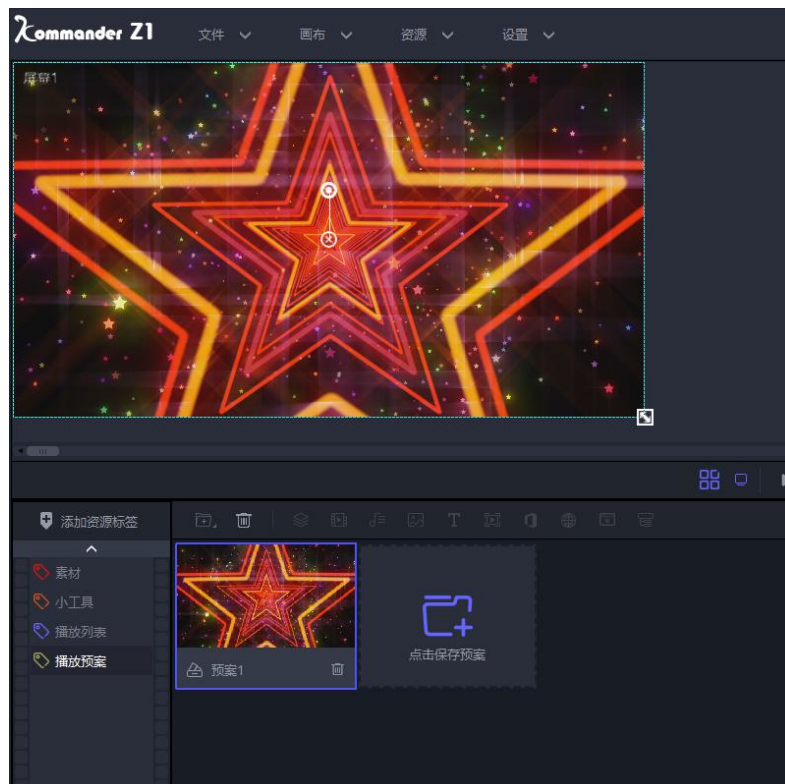 Kommander Z1
文件
画布
资源
设置
屏幕1
添加资源标签
素材
小工具
播放列表
播放预案
预案1
点击保存预案